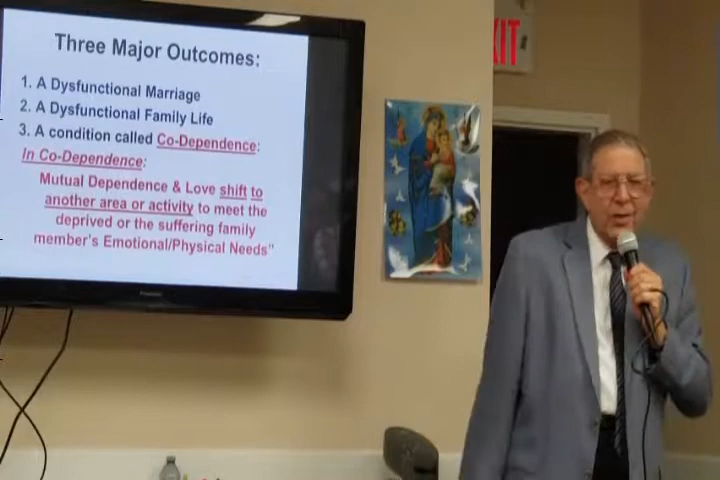 Three Major Outcomes:
1. A Dysfunctional Marriage
2. A Dysfunctional Family Life
3. A condition called Co-Dependence:
In Co-Dependence:
Mutual Dependence & Love shift to
another area or activity to meet the
deprived or the suffering family
member's Emotional/Physical Needs"
Panasonic
XIT